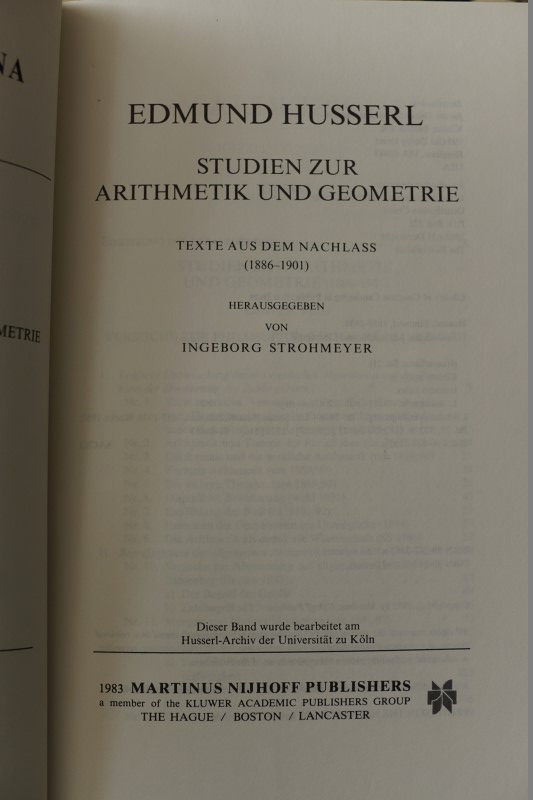 NA
METRIE
EDMUND HUSSERL
STUDIEN ZUR
ARITHMETIK UND GEOMETRIE
TEXTE AUS DEM NACHLASS
(1886–1901)
HERAUSGEGEBEN
VON
INGEBORG STROHMEYER
Dieser Band wurde bearbeitet am
Husserl-Archiv der Universität zu Köln
1983 MARTINUS NIJHOFF PUBLISHERS
a member of the KLUWER ACADEMIC PUBLISHERS GROUP
THE HAGUE / BOSTON / LANCASTER